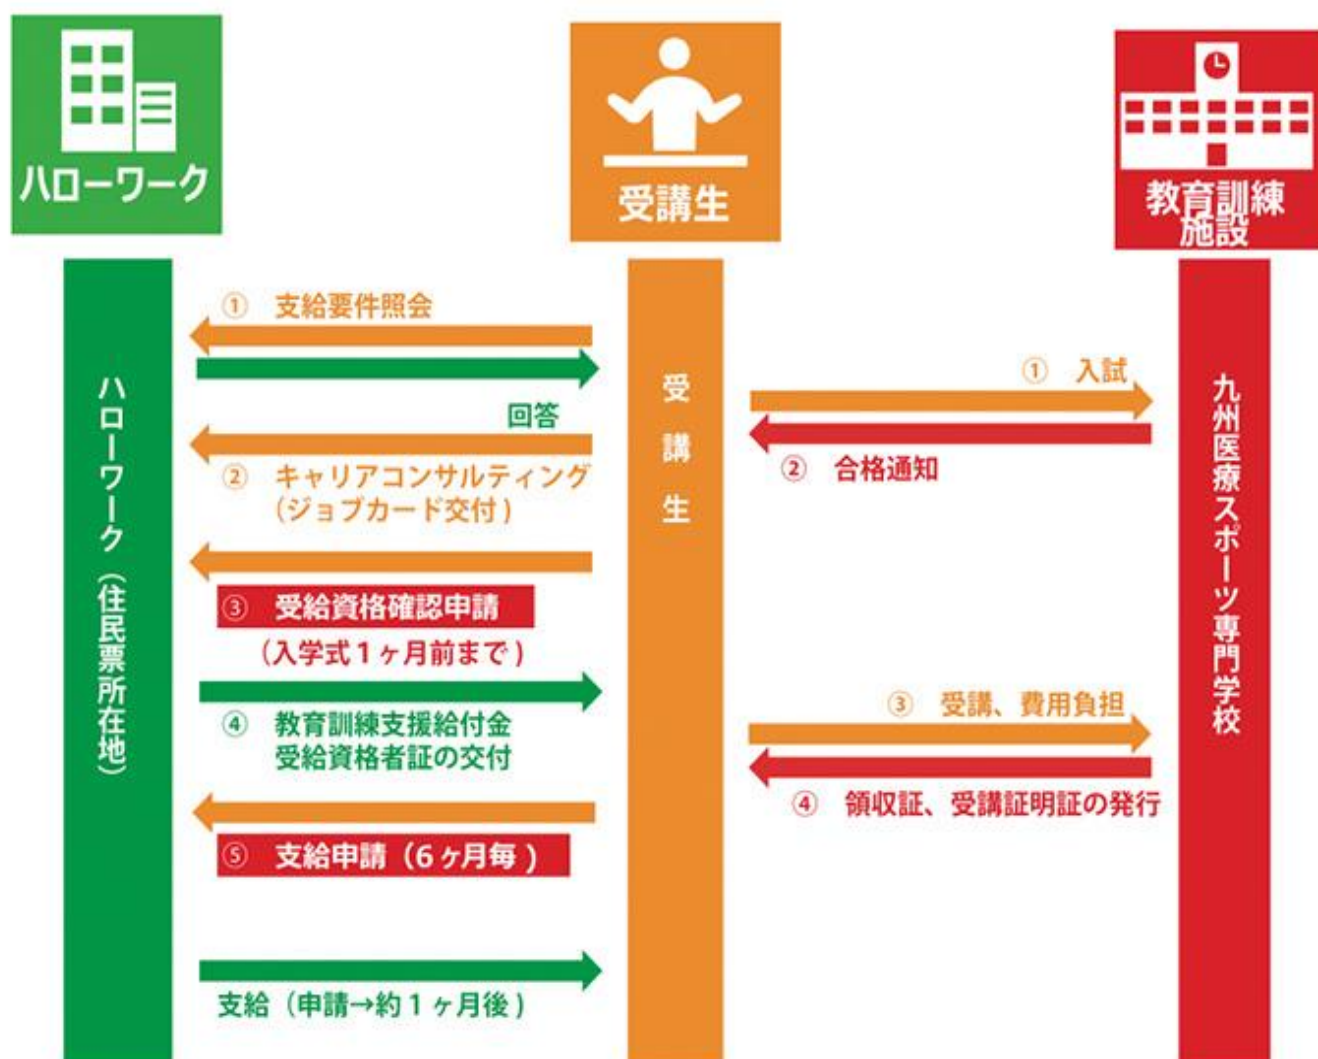 ハローワーク
受講生
教育訓練
施設
ハローワーク（住民票所在地）
受講生
九州医療スポーツ専門学校
① 支給要件照会
回答
② キャリアコンサルティング
（ジョブカード交付）
③ 受給資格確認申請
（入学式１ヶ月前まで）
④ 教育訓練支援給付金
受給資格者証の交付
⑤ 支給申請（６ヶ月毎）
支給（申請→約１ヶ月後）
① 入試
② 合格通知
③ 受講、費用負担
④ 領収証、受講証明証の発行